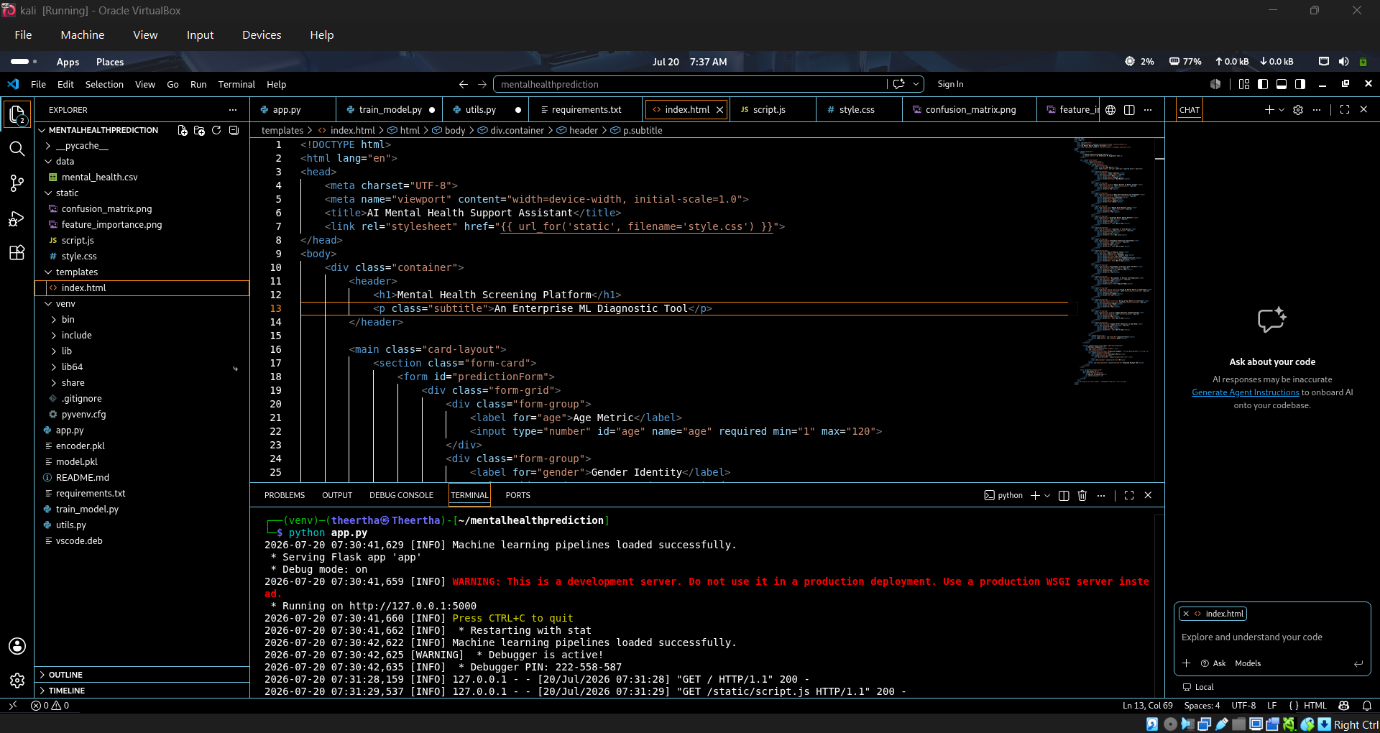 kali [Running] - Oracle VirtualBox
File Machine View Input Devices Help
Apps Places Jul 20 7:37 AM 2% 77% 0.0 kB 0.0 kB
File Edit Selection View Go Run Terminal Help mentalhealthprediction Sign In
EXPLORER
MENTALHEALTHPREDICTION
__pycache__
data
mental_health.csv
static
confusion_matrix.png
feature_importance.png
JS script.js
# style.css
templates
<> index.html
venv
bin
include
lib
lib64
share
.gitignore
pyvenv.cfg
app.py
encoder.pkl
model.pkl
README.md
requirements.txt
train_model.py
utils.py
vscode.deb
OUTLINE
TIMELINE
app.py train_model.py utils.py requirements.txt <> index.html JS script.js # style.css confusion_matrix.png feature_i
templates > <> index.html > html > body > div.container > header > p.subtitle
1 <!DOCTYPE html>
2 <html lang="en">
3 <head>
4 <meta charset="UTF-8">
5 <meta name="viewport" content="width=device-width, initial-scale=1.0">
6 <title>AI Mental Health Support Assistant</title>
7 <link rel="stylesheet" href="{{ url_for('static', filename='style.css') }}">
8 </head>
9 <body>
10 <div class="container">
11 <header>
12 <h1>Mental Health Screening Platform</h1>
13 <p class="subtitle">An Enterprise ML Diagnostic Tool</p>
14 </header>
15
16 <main class="card-layout">
17 <section class="form-card">
18 <form id="predictionForm">
19 <div class="form-grid">
20 <div class="form-group">
21 <label for="age">Age Metric</label>
22 <input type="number" id="age" name="age" required min="1" max="120">
23 </div>
24 <div class="form-group">
25 <label for="gender">Gender Identity</label>
PROBLEMS OUTPUT DEBUG CONSOLE TERMINAL PORTS python
(venv)-(theertha㉿Theertha)-[~/mentalhealthprediction]
$ python app.py
2026-07-20 07:30:41,629 [INFO] Machine learning pipelines loaded successfully.
* Serving Flask app 'app'
* Debug mode: on
2026-07-20 07:30:41,659 [INFO] WARNING: This is a development server. Do not use it in a production deployment. Use a production WSGI server inste
ad.
* Running on http://127.0.0.1:5000
2026-07-20 07:30:41,660 [INFO] Press CTRL+C to quit
2026-07-20 07:30:41,662 [INFO] * Restarting with stat
2026-07-20 07:30:42,622 [INFO] Machine learning pipelines loaded successfully.
2026-07-20 07:30:42,625 [WARNING] * Debugger is active!
2026-07-20 07:30:42,635 [INFO] * Debugger PIN: 222-558-587
2026-07-20 07:31:28,159 [INFO] 127.0.0.1 - - [20/Jul/2026 07:31:28] "GET / HTTP/1.1" 200 -
2026-07-20 07:31:29,537 [INFO] 127.0.0.1 - - [20/Jul/2026 07:31:29] "GET /static/script.js HTTP/1.1" 200 -
CHAT
Ask about your code
AI responses may be inaccurate
Generate Agent Instructions to onboard AI
onto your codebase.
<> index.html
Explore and understand your code
Ask Models
Local
0 0 Ln 13, Col 69 Spaces: 4 UTF-8 LF {} HTML
Right Ctrl